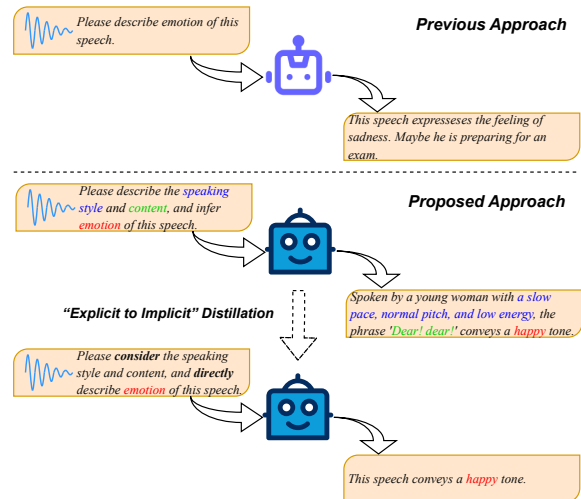 Please describe emotion of this
speech.
Previous Approach
This speech expresseses the feeling of
sadness. Maybe he is preparing for an
exam.
Please describe the speaking
style and content, and infer
emotion of this speech.
Proposed Approach
Spoken by a young woman with a slow
pace, normal pitch, and low energy, the
phrase 'Dear! dear!' conveys a happy tone.
“Explicit to Implicit” Distillation
Please consider the speaking
style and content, and directly
describe emotion of this speech.
This speech conveys a happy tone.